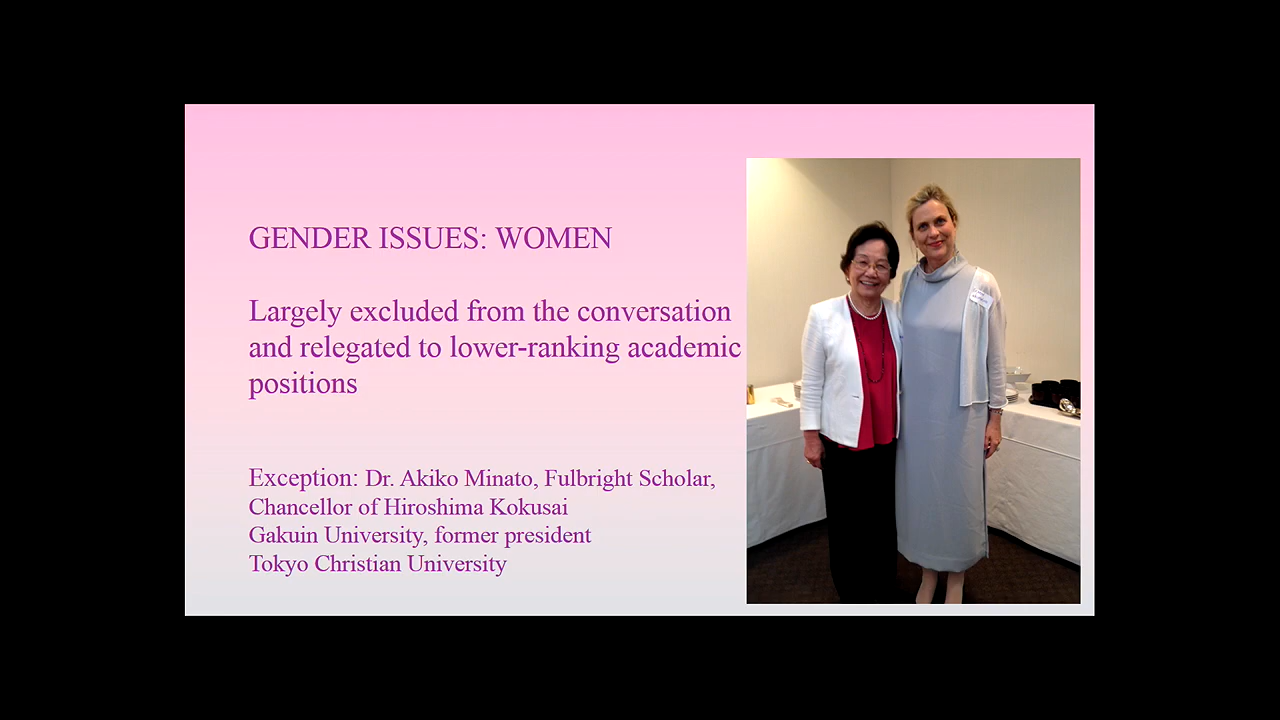 GENDER ISSUES: WOMEN
Largely excluded from the conversation
and relegated to lower-ranking academic
positions
Exception: Dr. Akiko Minato, Fulbright Scholar,
Chancellor of Hiroshima Kokusai
Gakuin University, former president
Tokyo Christian University